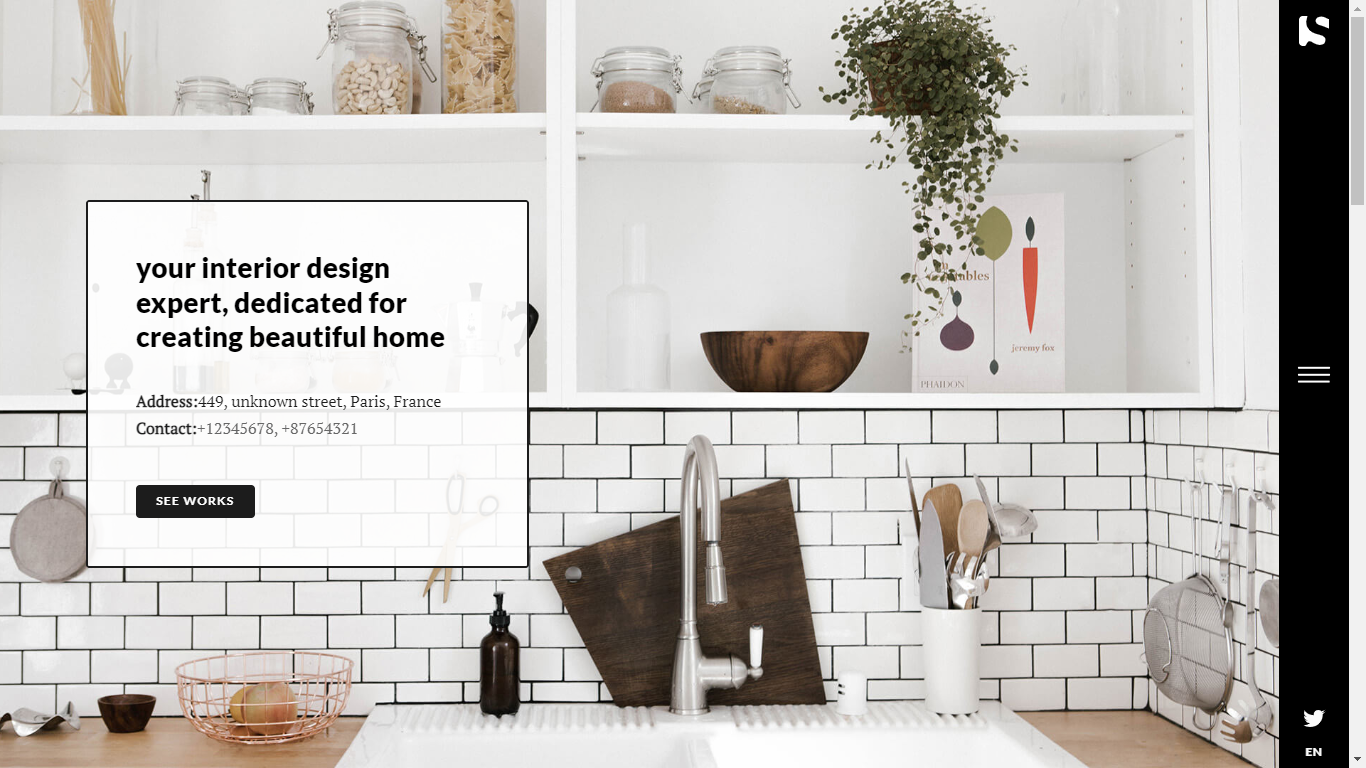 your interior design
expert, dedicated for
creating beautiful home
Address:449, unknown street, Paris, France
Contact:+12345678, +87654321
SEE WORKS
jeremy fox
PHAIDON
EN